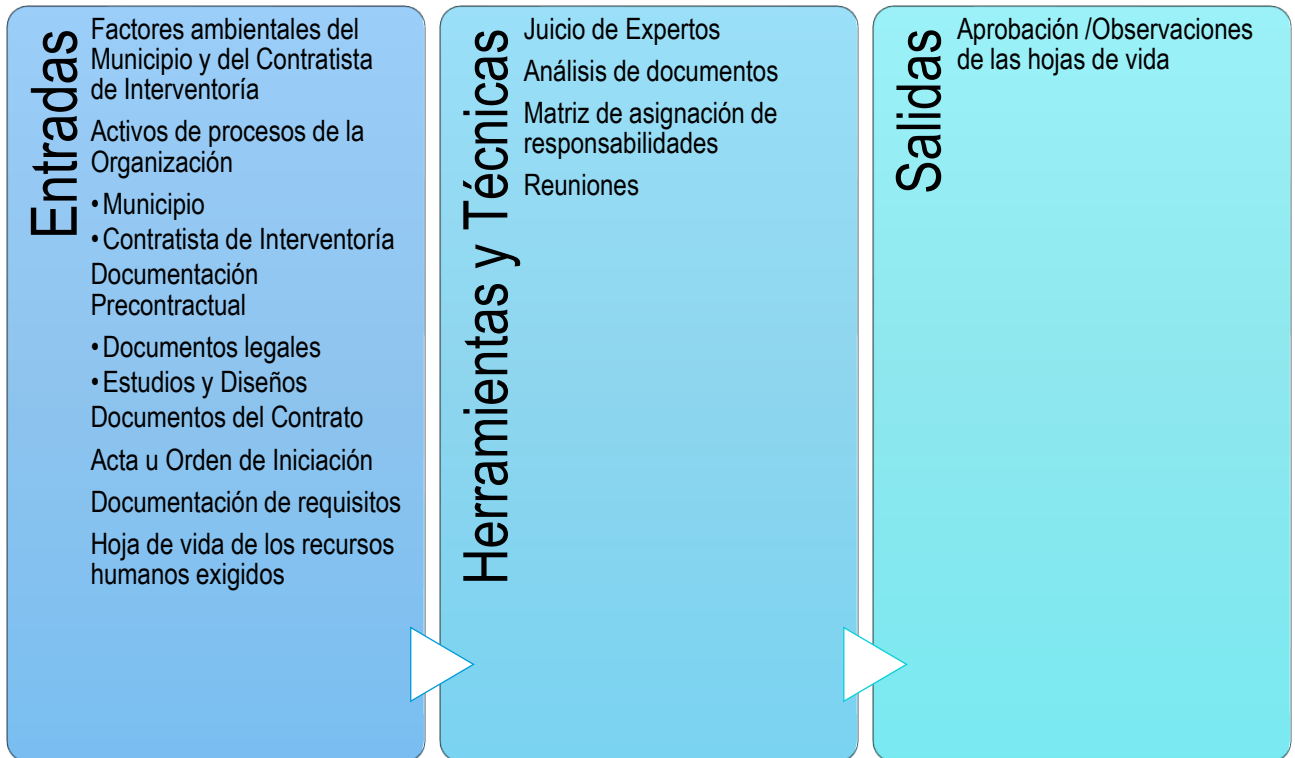 Entradas
Factores ambientales del
Municipio y del Contratista
de Interventoría
Activos de procesos de la
Organización
• Municipio
• Contratista de Interventoría
Documentación
Precontractual
• Documentos legales
• Estudios y Diseños
Documentos del Contrato
Acta u Orden de Iniciación
Documentación de requisitos
Hoja de vida de los recursos
humanos exigidos
Herramientas y Técnicas
Juicio de Expertos
Análisis de documentos
Matriz de asignación de
responsabilidades
Reuniones
Salidas
Aprobación /Observaciones
de las hojas de vida